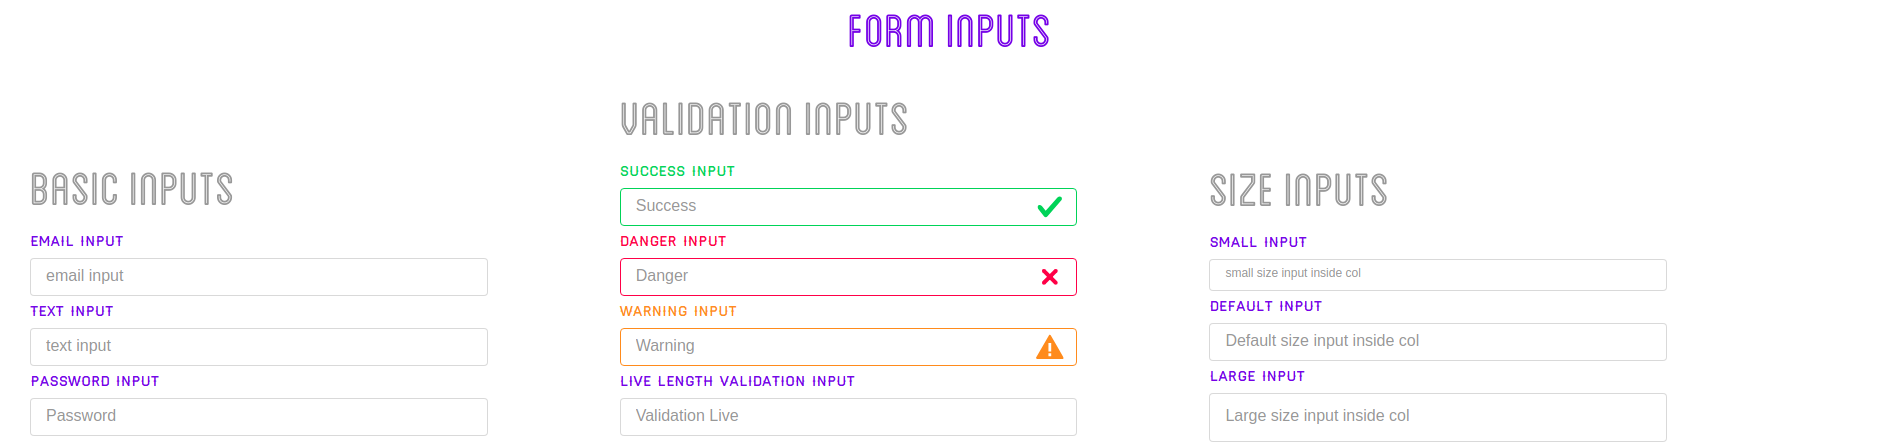 FORM INPUTS
BASIC INPUTS
EMAIL INPUT
email input
TEXT INPUT
text input
PASSWORD INPUT
Password
VALIDATION INPUTS
SUCCESS INPUT
Success
DANGER INPUT
Danger
WARNING INPUT
Warning
LIVE LENGTH VALIDATION INPUT
Validation Live
SIZE INPUTS
SMALL INPUT
small size input inside col
DEFAULT INPUT
Default size input inside col
LARGE INPUT
Large size input inside col